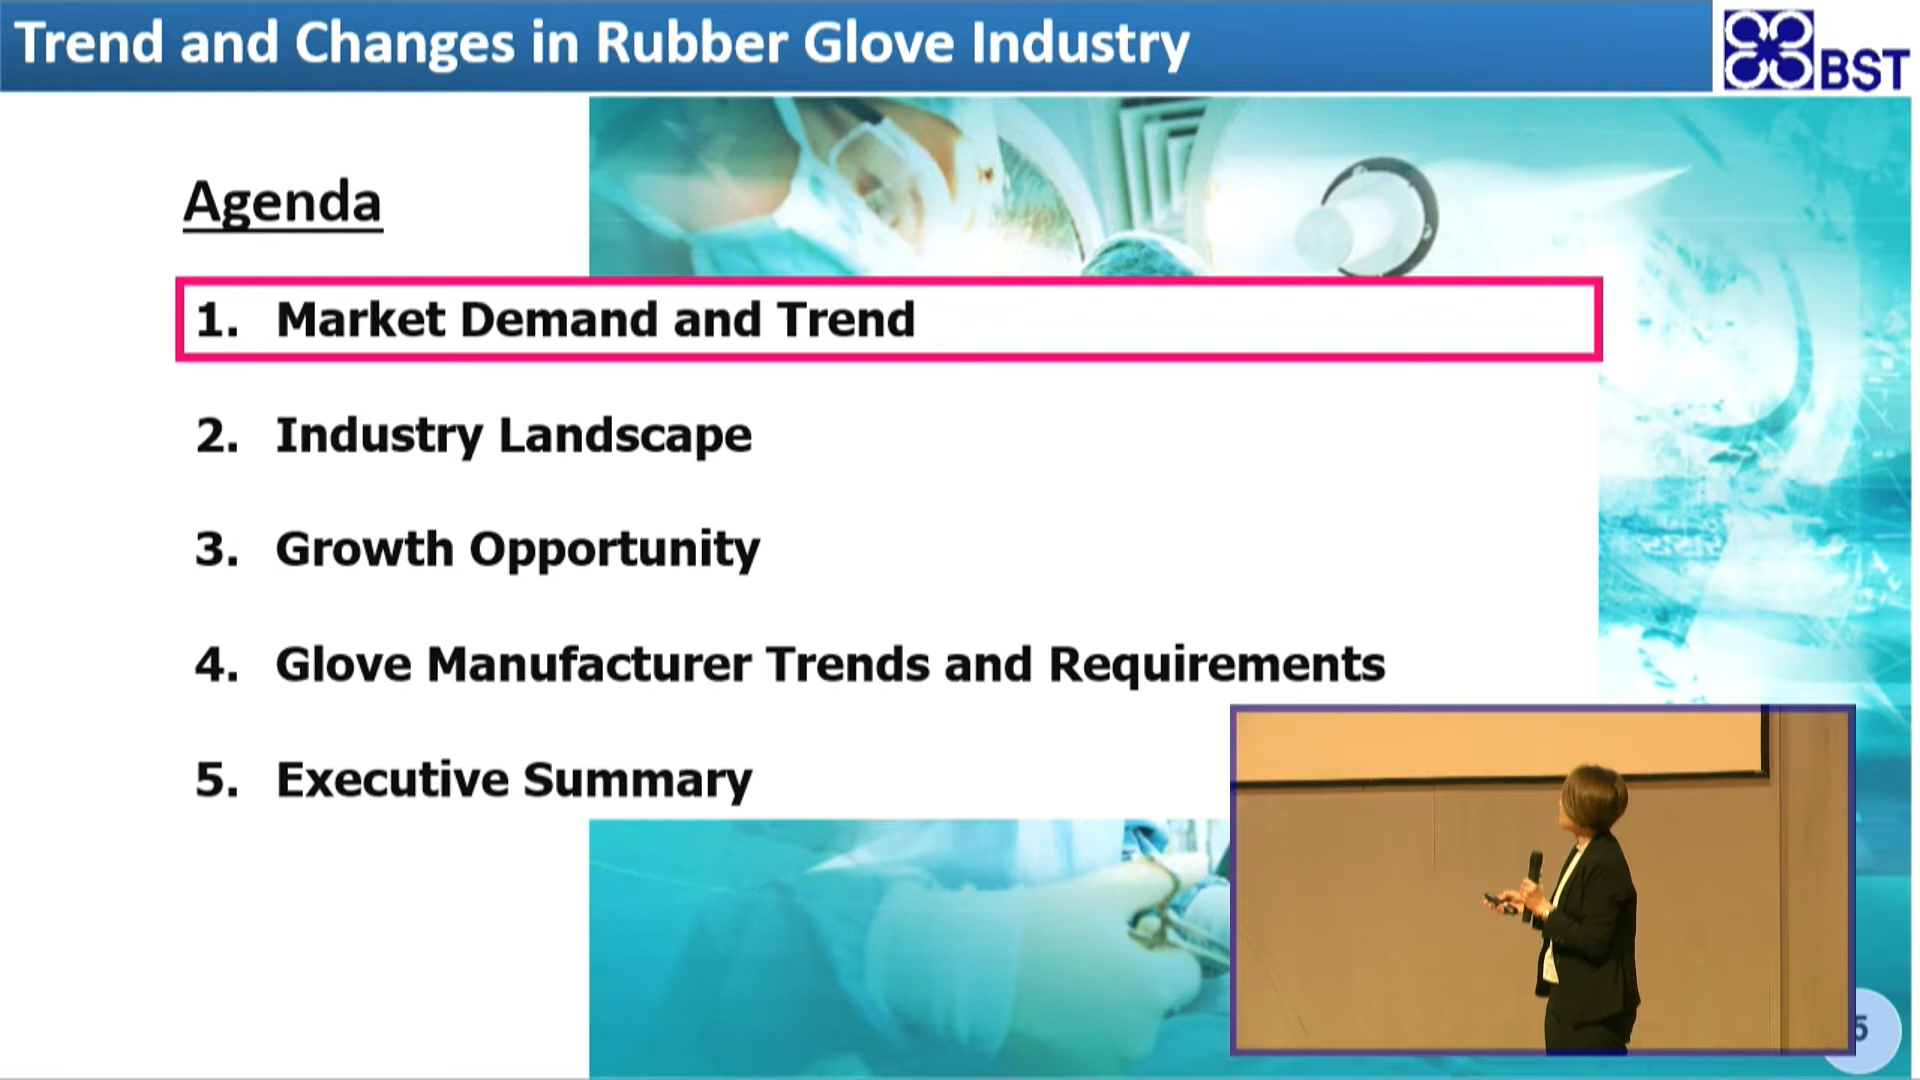 Trend and Changes in Rubber Glove Industry
BST
Agenda
1. Market Demand and Trend
2. Industry Landscape
3. Growth Opportunity
4. Glove Manufacturer Trends and Requirements
5. Executive Summary
5